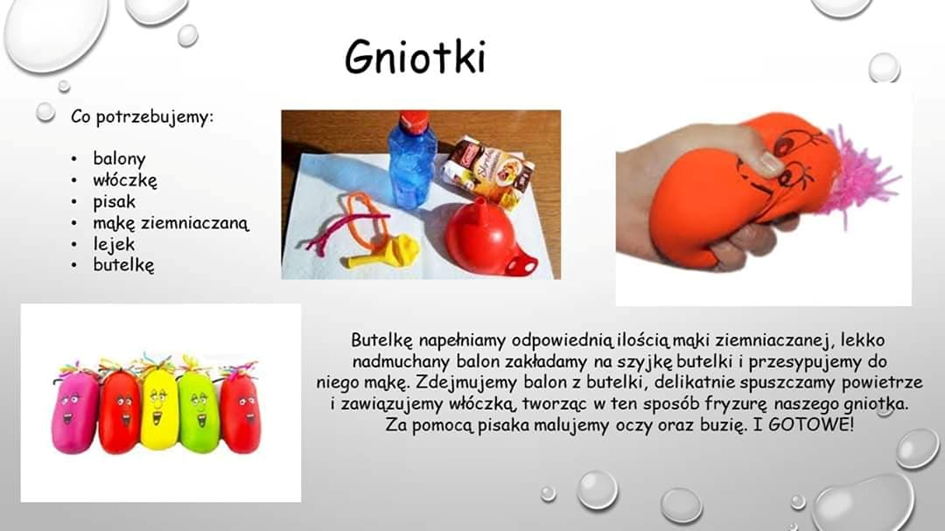 Gniotki
Co potrzebujemy:
• balony
• włóczkę
• pisak
• mąkę ziemniaczaną
• lejek
• butelkę
Butelkę napełniamy odpowiednią ilością mąki ziemniaczanej, lekko
nadmuchany balon zakładamy na szyjkę butelki i przesypujemy do
niego mąkę. Zdejmujemy balon z butelki, delikatnie spuszczamy powietrze
i zawiązujemy włóczką, tworząc w ten sposób fryzurę naszego gniotka.
Za pomocą pisaka malujemy oczy oraz buzię. I GOTOWE!